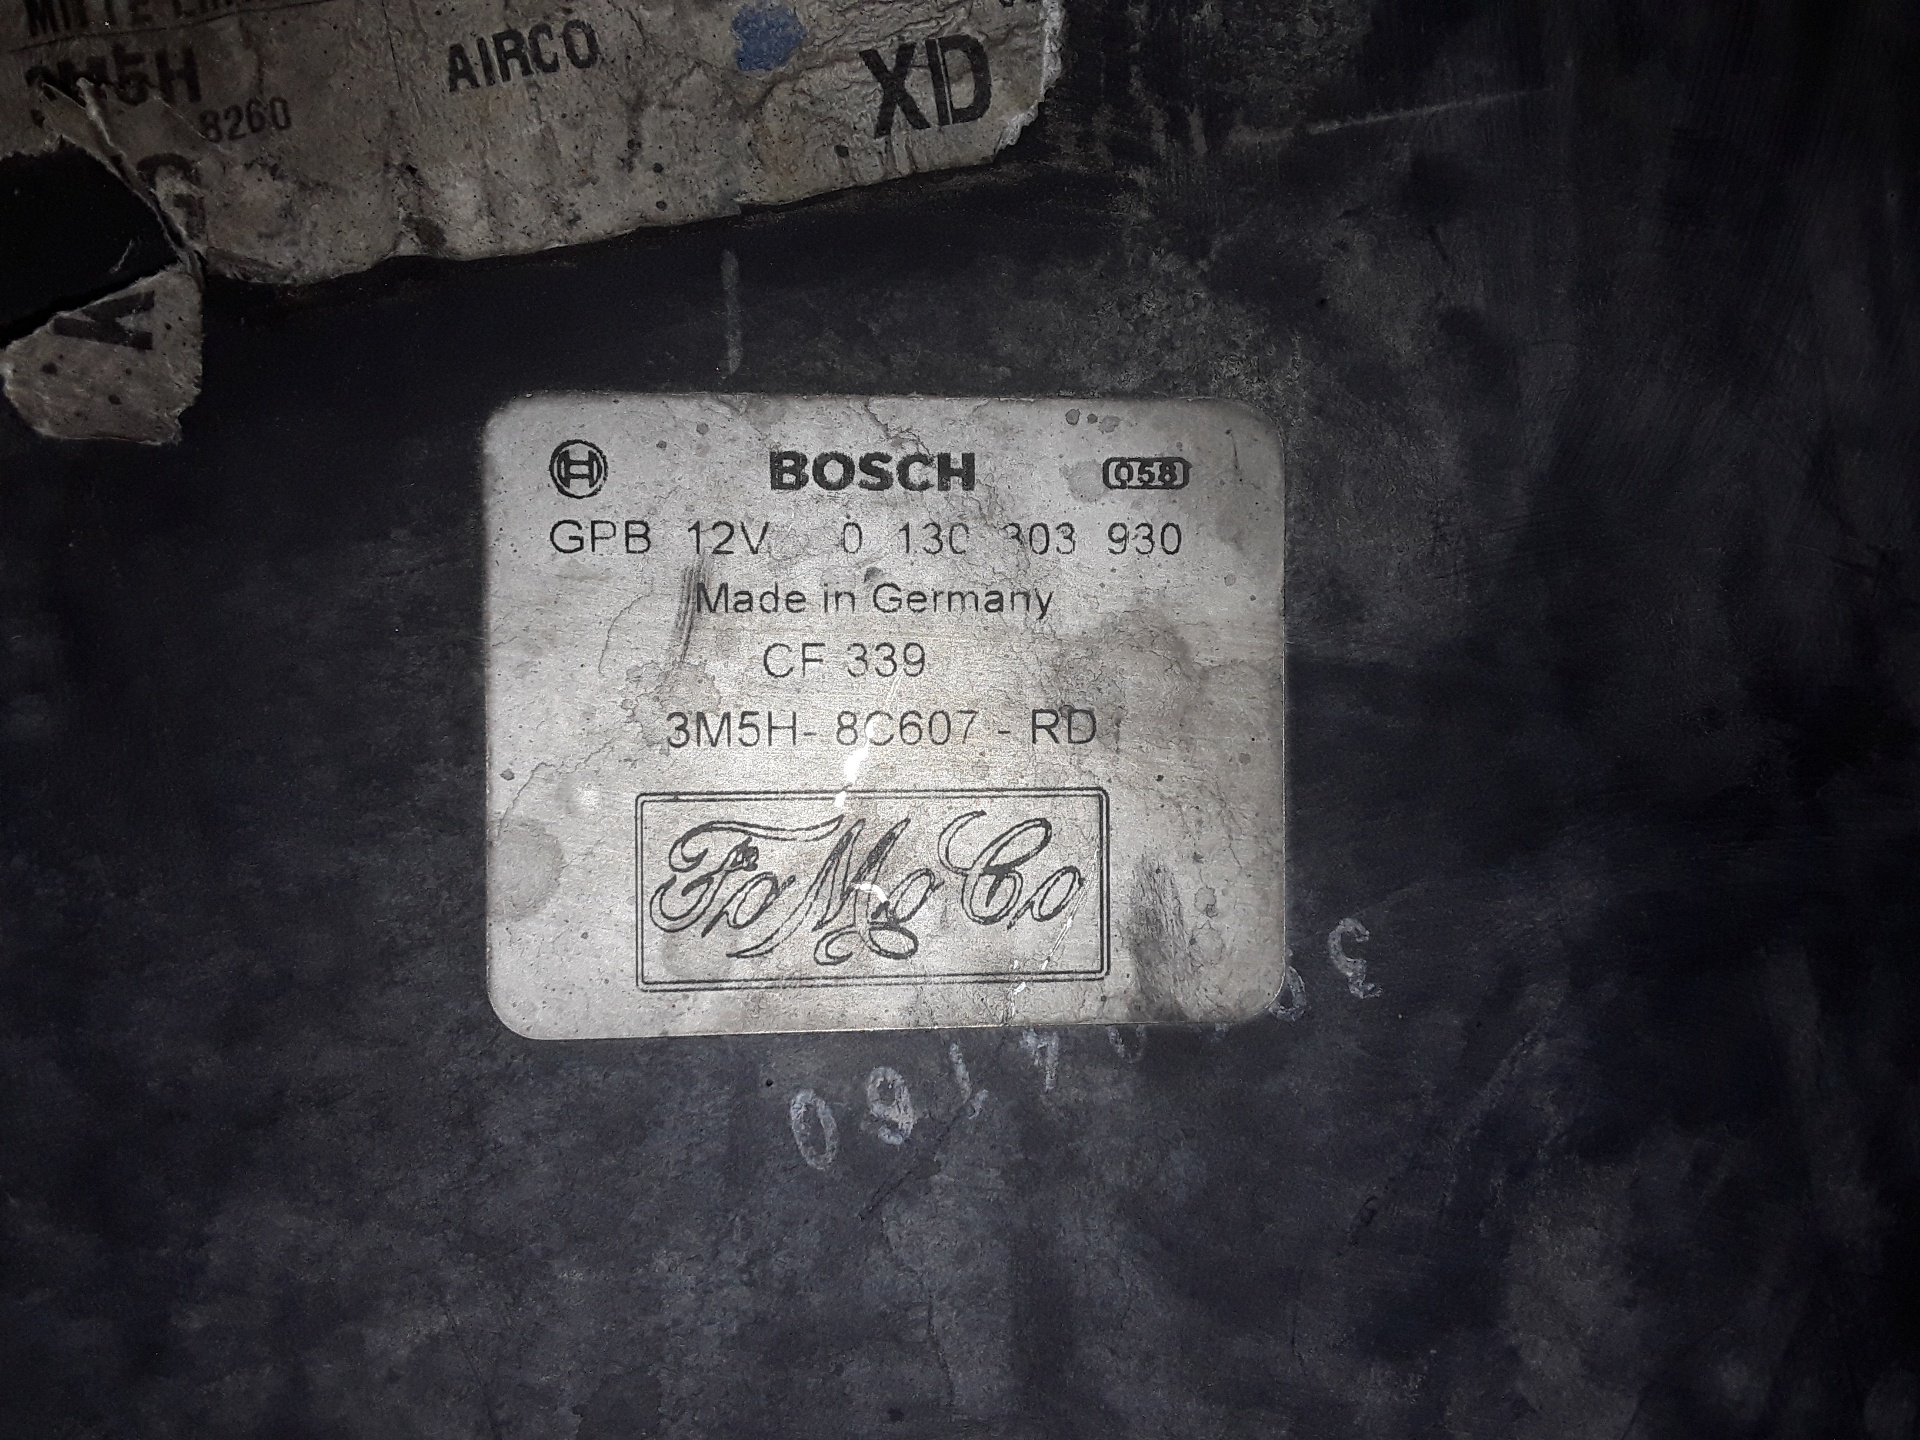 AIRCO
XD
8260
BOSCH 058
GPB 12V 0 130 303 930
Made in Germany
CF 339
3M5H- 8C607 - RD
FoMoCo